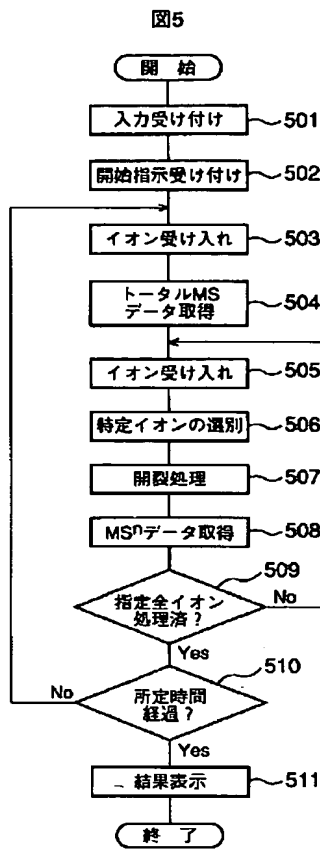 図5
開 始
入力受け付け 501
開始指示受け付け 502
イオン受け入れ 503
トータルMS
データ取得 504
イオン受け入れ 505
特定イオンの選別 506
開裂処理 507
MSⁿデータ取得 508
509
指定全イオン
処理済？
No
Yes
510
所定時間
経過？
No
Yes
結果表示 511
終 了